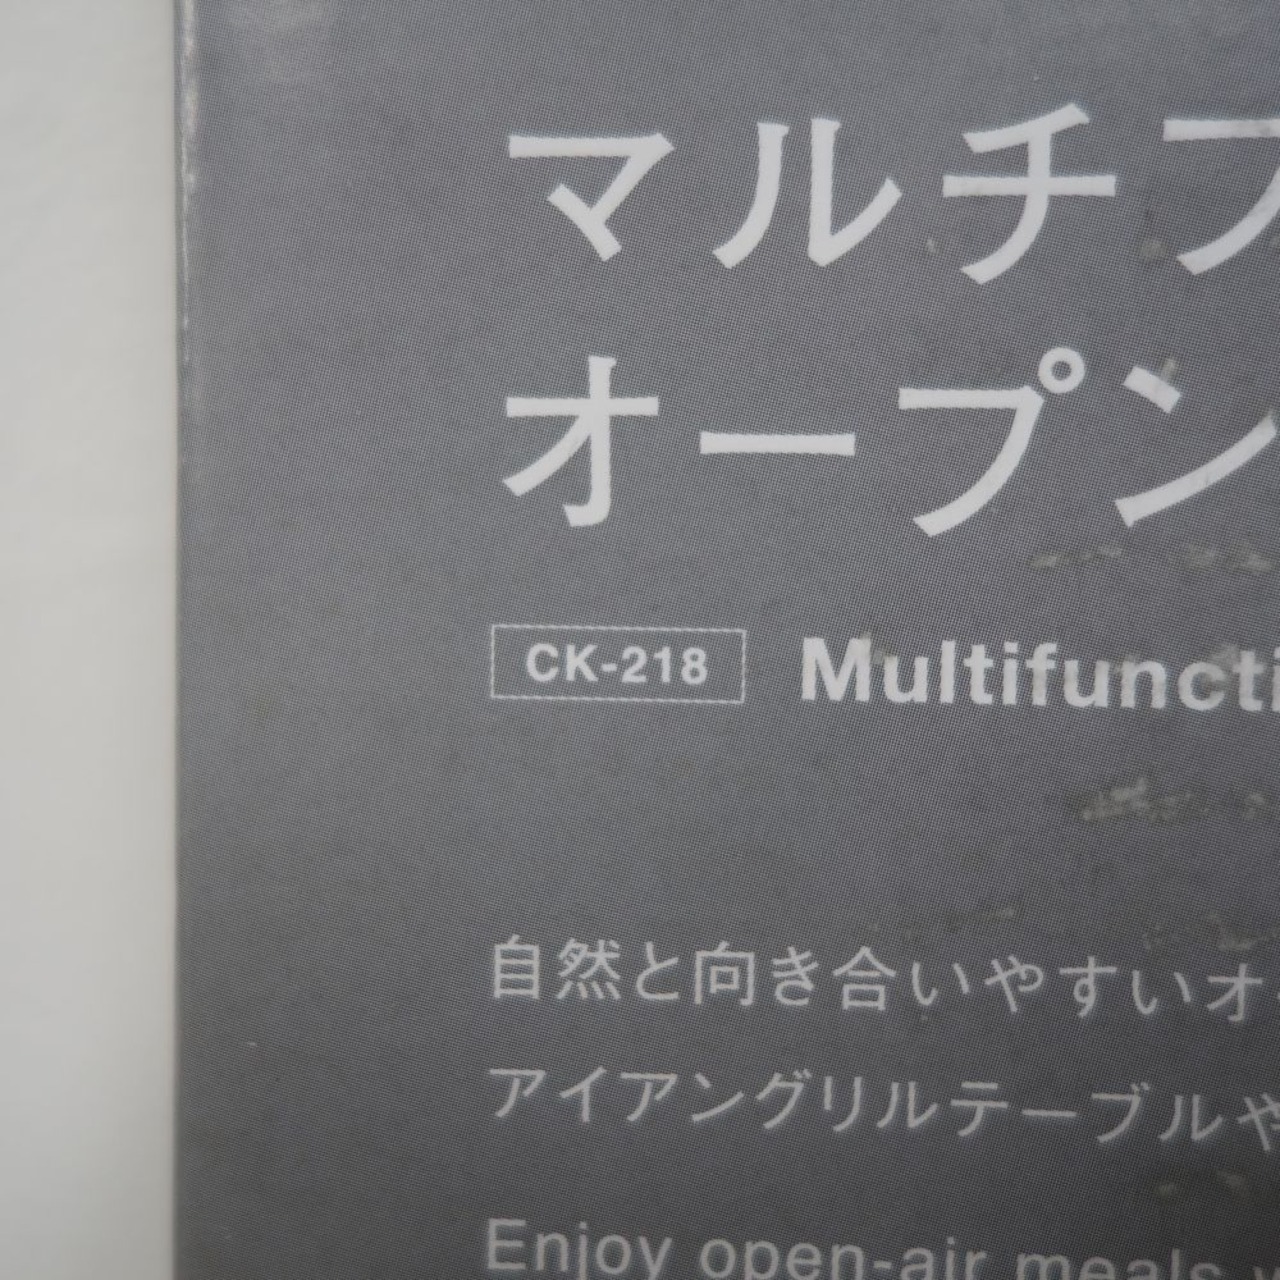 マルチフ
オープン
CK-218 Multifuncti
自然と向き合いやすいオ
アイアングリルテーブルや
Enjoy open-air meals